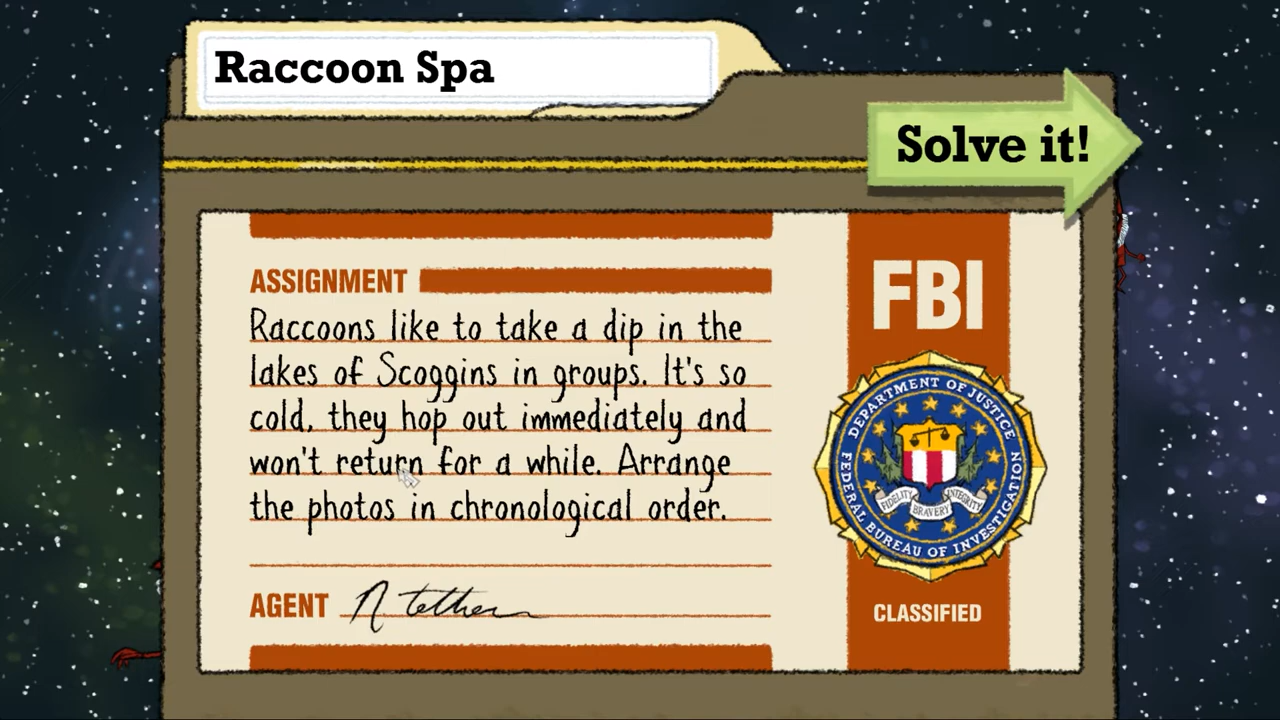 Raccoon Spa
Solve it!
ASSIGNMENT
Raccoons like to take a dip in the
lakes of Scoggins in groups. It's so
cold, they hop out immediately and
won't return for a while. Arrange
the photos in chronological order.
AGENT N Tethers
FBI
DEPARTMENT OF JUSTICE
FIDELITY BRAVERY INTEGRITY
FEDERAL BUREAU OF INVESTIGATION
CLASSIFIED